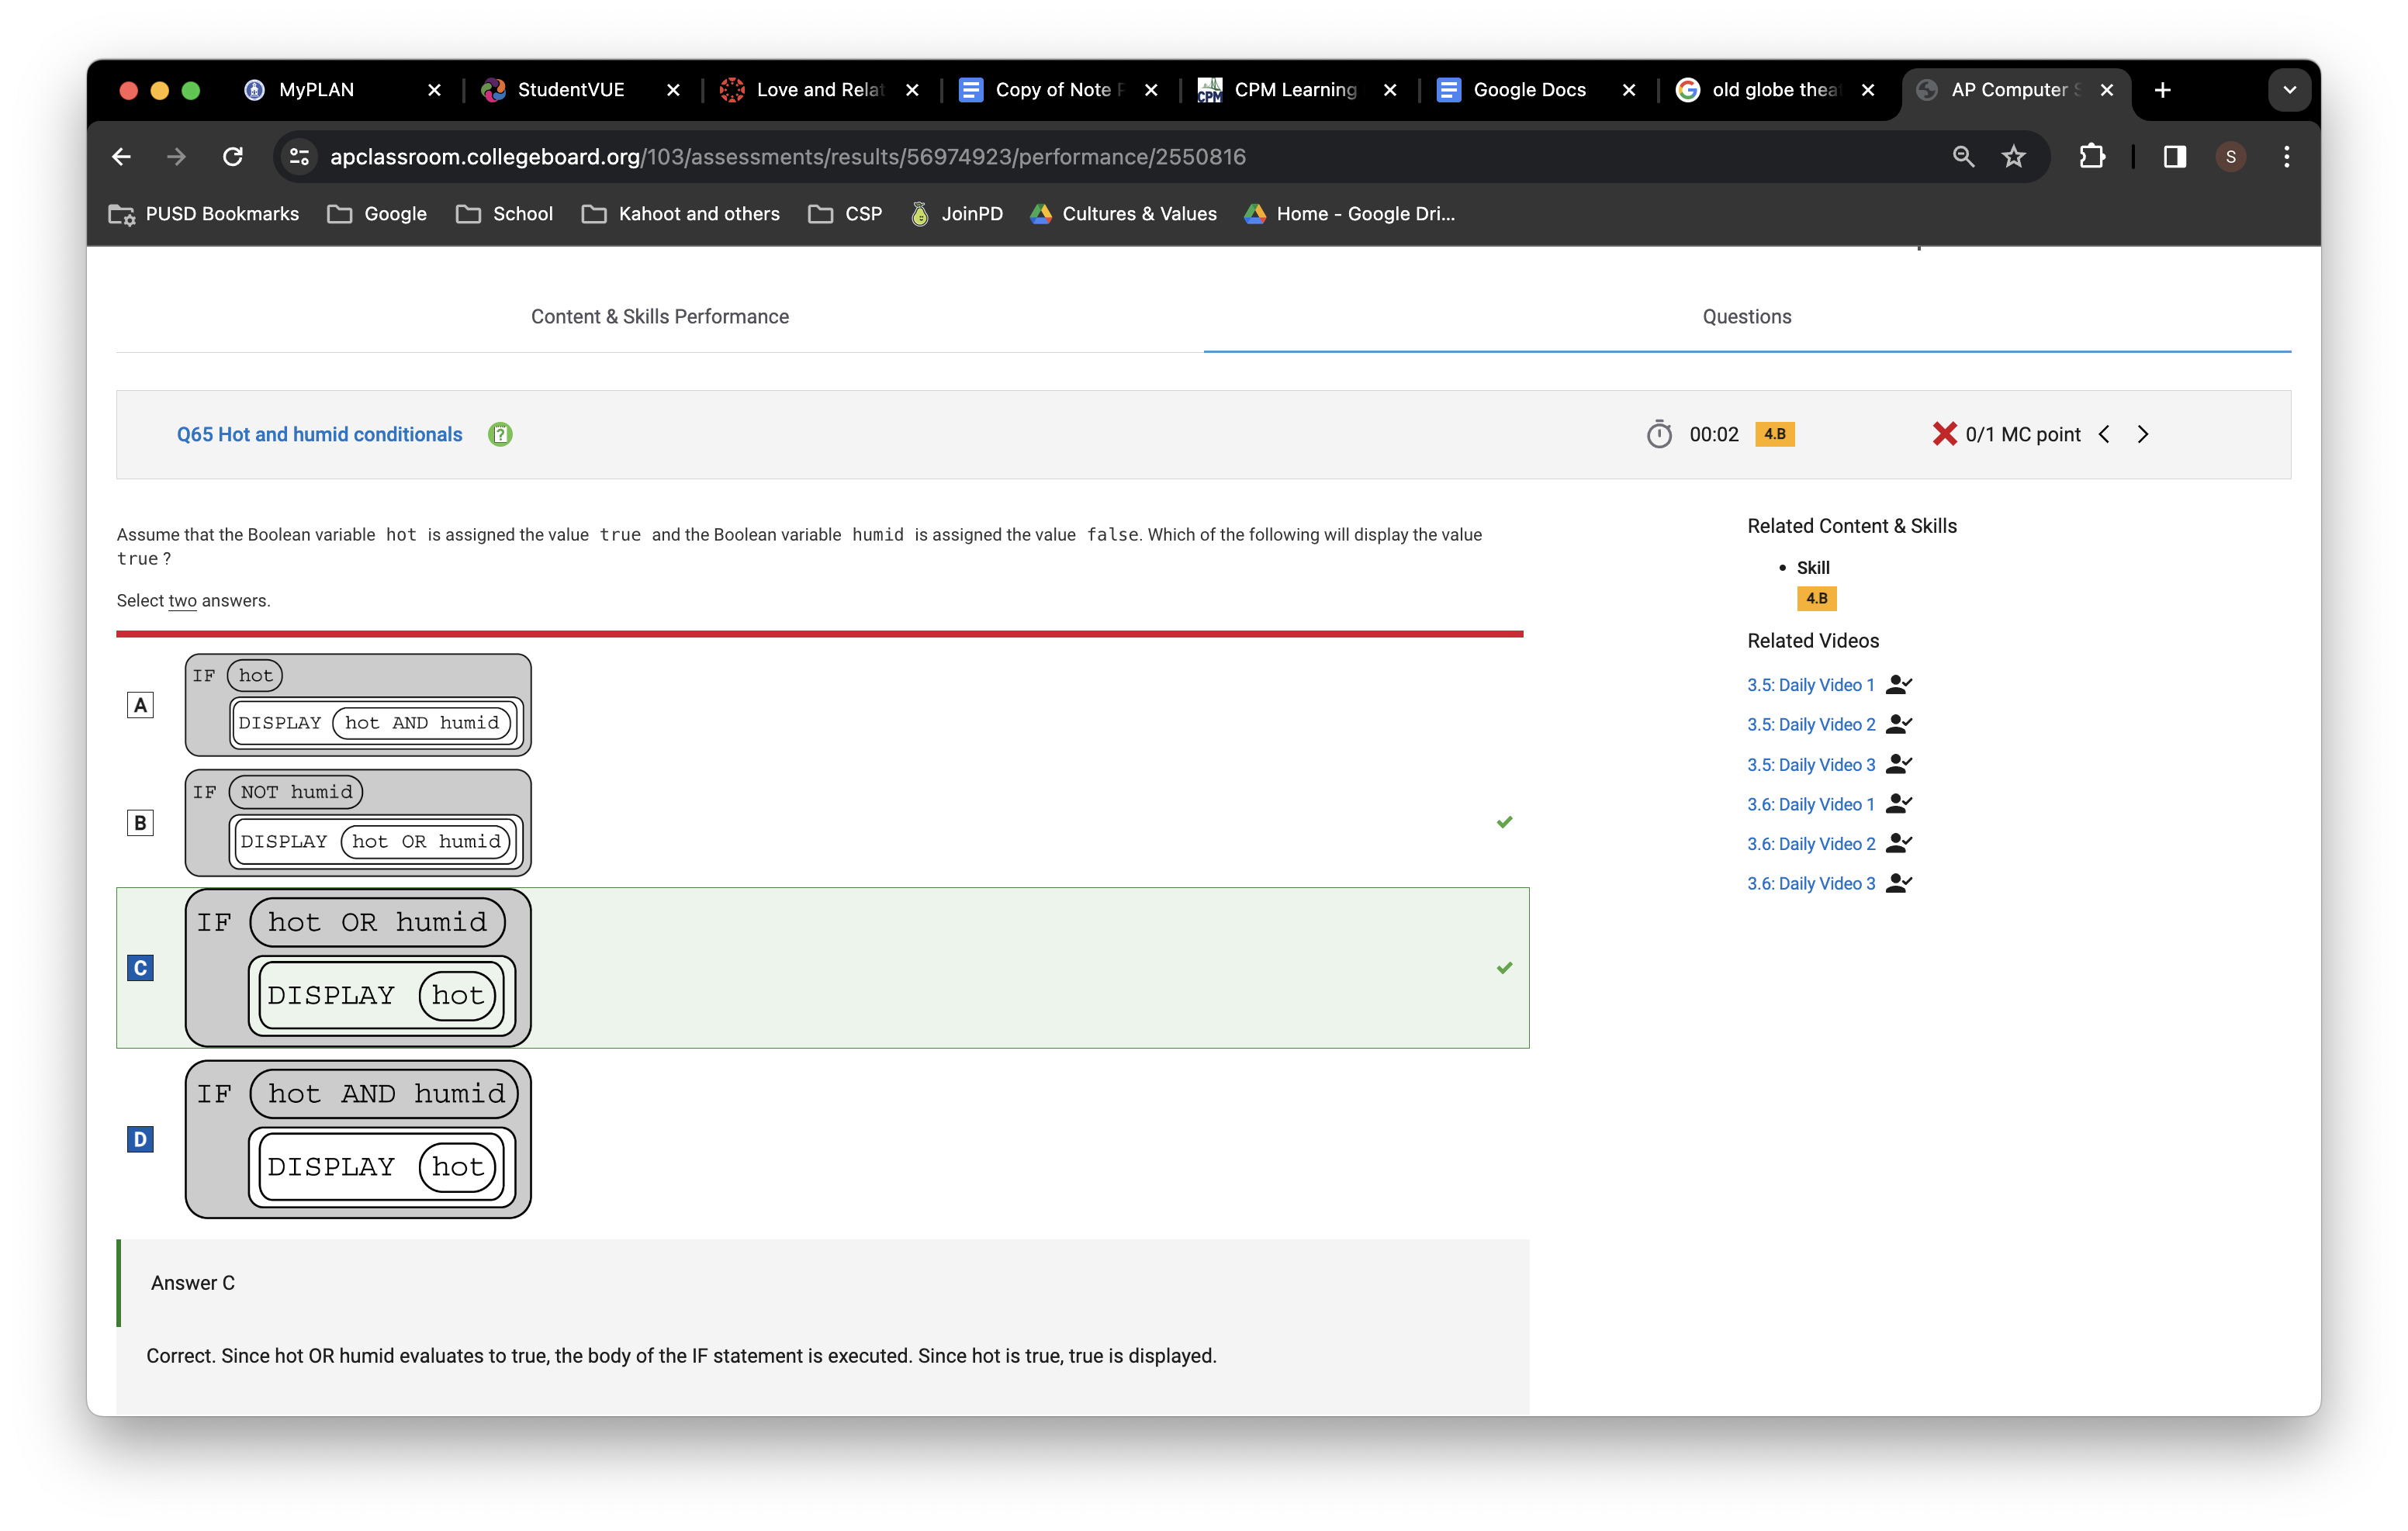 MyPLAN
StudentVUE
Love and Relat
Copy of Note
CPM Learning
Google Docs
old globe thea
AP Computer S
apclassroom.collegeboard.org/103/assessments/results/56974923/performance/2550816
S
PUSD Bookmarks
Google
School
Kahoot and others
CSP
JoinPD
Cultures & Values
Home - Google Dri...
Content & Skills Performance
Questions
Q65 Hot and humid conditionals
00:02
4.B
0/1 MC point
Assume that the Boolean variable hot is assigned the value true and the Boolean variable humid is assigned the value false. Which of the following will display the value
true ?
Select two answers.
A
IF hot
DISPLAY hot AND humid
B
IF NOT humid
DISPLAY hot OR humid
C
IF hot OR humid
DISPLAY hot
D
IF hot AND humid
DISPLAY hot
Answer C
Correct. Since hot OR humid evaluates to true, the body of the IF statement is executed. Since hot is true, true is displayed.
Related Content & Skills
• Skill
4.B
Related Videos
3.5: Daily Video 1
3.5: Daily Video 2
3.5: Daily Video 3
3.6: Daily Video 1
3.6: Daily Video 2
3.6: Daily Video 3